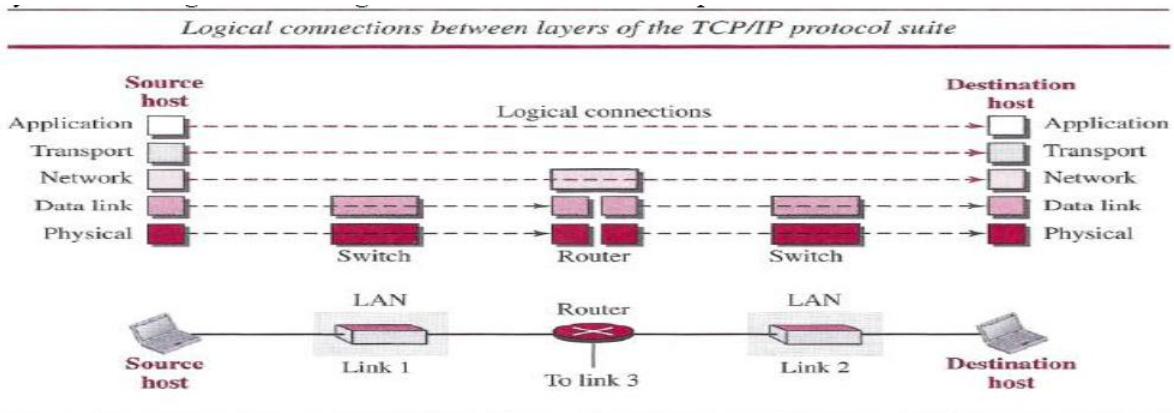 Logical connections between layers of the TCP/IP protocol suite
Source host
Destination host
Logical connections
Application
Application
Transport
Transport
Network
Network
Data link
Data link
Physical
Physical
Switch
Router
Switch
LAN
Router
LAN
Source host
Link 1
To link 3
Link 2
Destination host